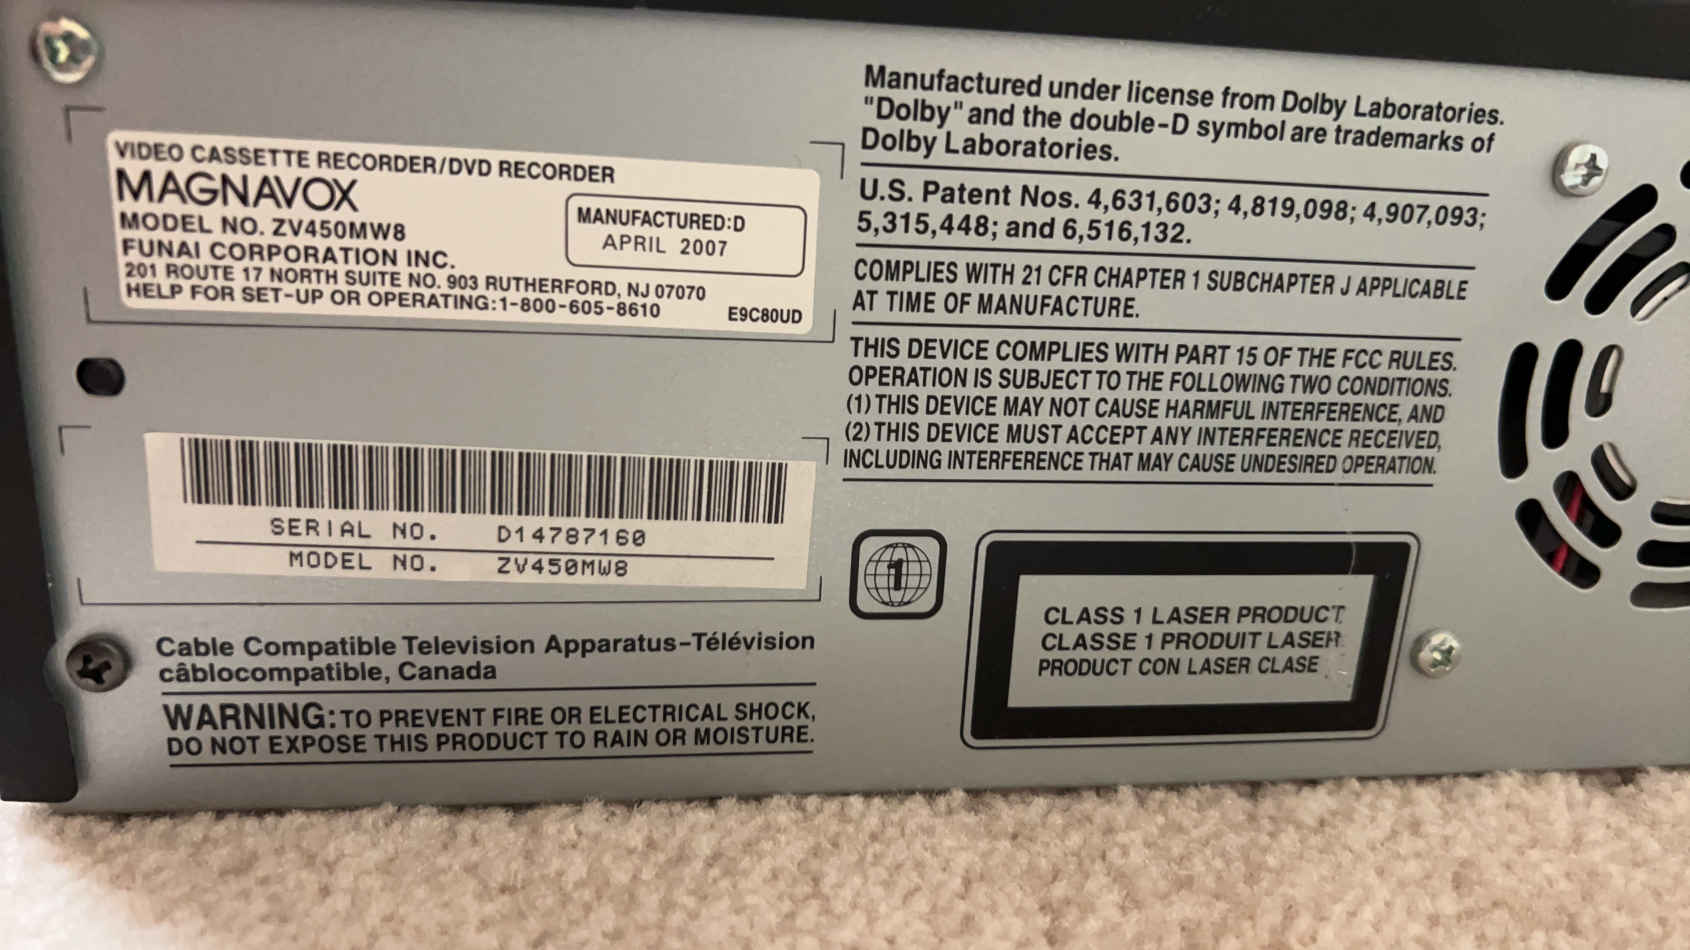 VIDEO CASSETTE RECORDER/DVD RECORDER
MAGNAVOX
MODEL NO. ZV450MW8
FUNAI CORPORATION INC.
201 ROUTE 17 NORTH SUITE NO. 903 RUTHERFORD, NJ 07070
HELP FOR SET-UP OR OPERATING:1-800-605-8610
E9C80UD
MANUFACTURED:D
APRIL 2007
SERIAL NO. D14787160
MODEL NO. ZV450MW8
Cable Compatible Television Apparatus-Télévision
câblocompatible, Canada
WARNING: TO PREVENT FIRE OR ELECTRICAL SHOCK,
DO NOT EXPOSE THIS PRODUCT TO RAIN OR MOISTURE.
Manufactured under license from Dolby Laboratories.
"Dolby" and the double-D symbol are trademarks of
Dolby Laboratories.
U.S. Patent Nos. 4,631,603; 4,819,098; 4,907,093;
5,315,448; and 6,516,132.
COMPLIES WITH 21 CFR CHAPTER 1 SUBCHAPTER J APPLICABLE
AT TIME OF MANUFACTURE.
THIS DEVICE COMPLIES WITH PART 15 OF THE FCC RULES.
OPERATION IS SUBJECT TO THE FOLLOWING TWO CONDITIONS.
(1) THIS DEVICE MAY NOT CAUSE HARMFUL INTERFERENCE, AND
(2) THIS DEVICE MUST ACCEPT ANY INTERFERENCE RECEIVED,
INCLUDING INTERFERENCE THAT MAY CAUSE UNDESIRED OPERATION.
1
CLASS 1 LASER PRODUCT
CLASSE 1 PRODUIT LASER
PRODUCT CON LASER CLASE